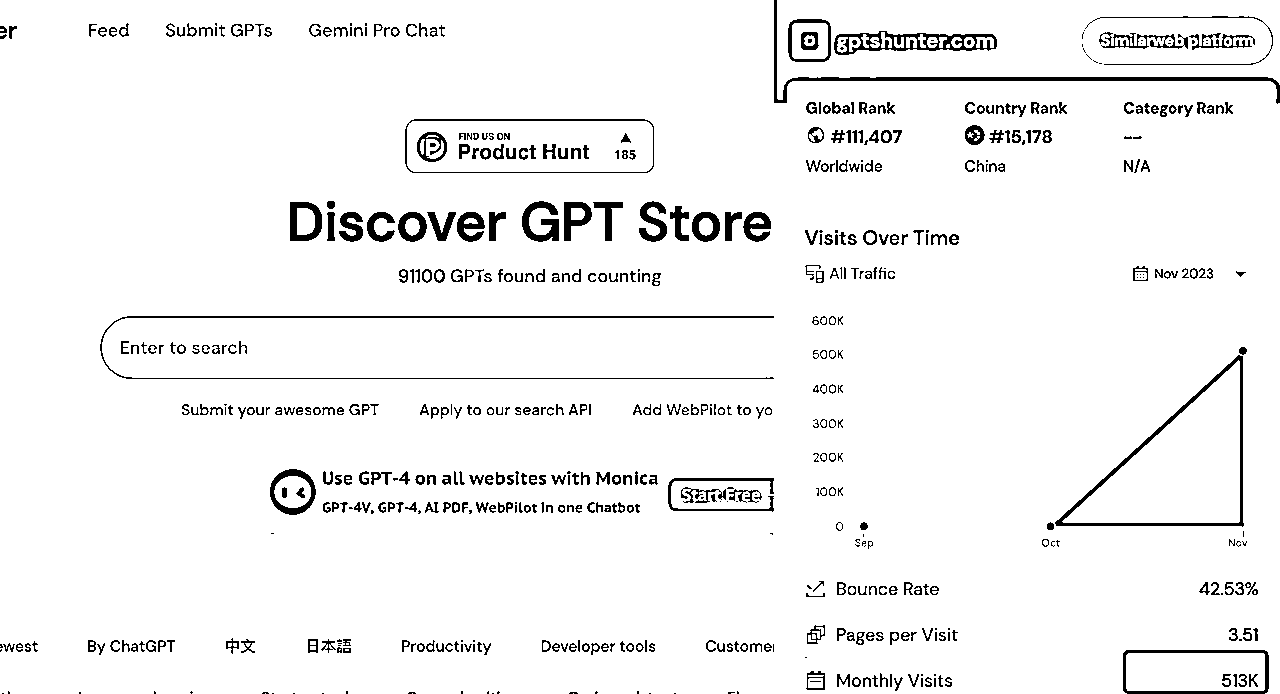 Feed Submit GPTs Gemini Pro Chat
FIND US ON
Product Hunt 185
Discover GPT Store
91100 GPTs found and counting
Enter to search
Submit your awesome GPT Apply to our search API Add WebPilot to yo
Use GPT-4 on all websites with Monica
GPT-4V, GPT-4, AI PDF, WebPilot in one Chatbot
Start Free
ewest By ChatGPT 中文 日本語 Productivity Developer tools Custome
gptshunter.com Similarweb platform
Global Rank Country Rank Category Rank
#111,407 #15,178 --
Worldwide China N/A
Visits Over Time
All Traffic Nov 2023
600K
500K
400K
300K
200K
100K
0
Sep Oct Nov
Bounce Rate 42.53%
Pages per Visit 3.51
Monthly Visits 513K